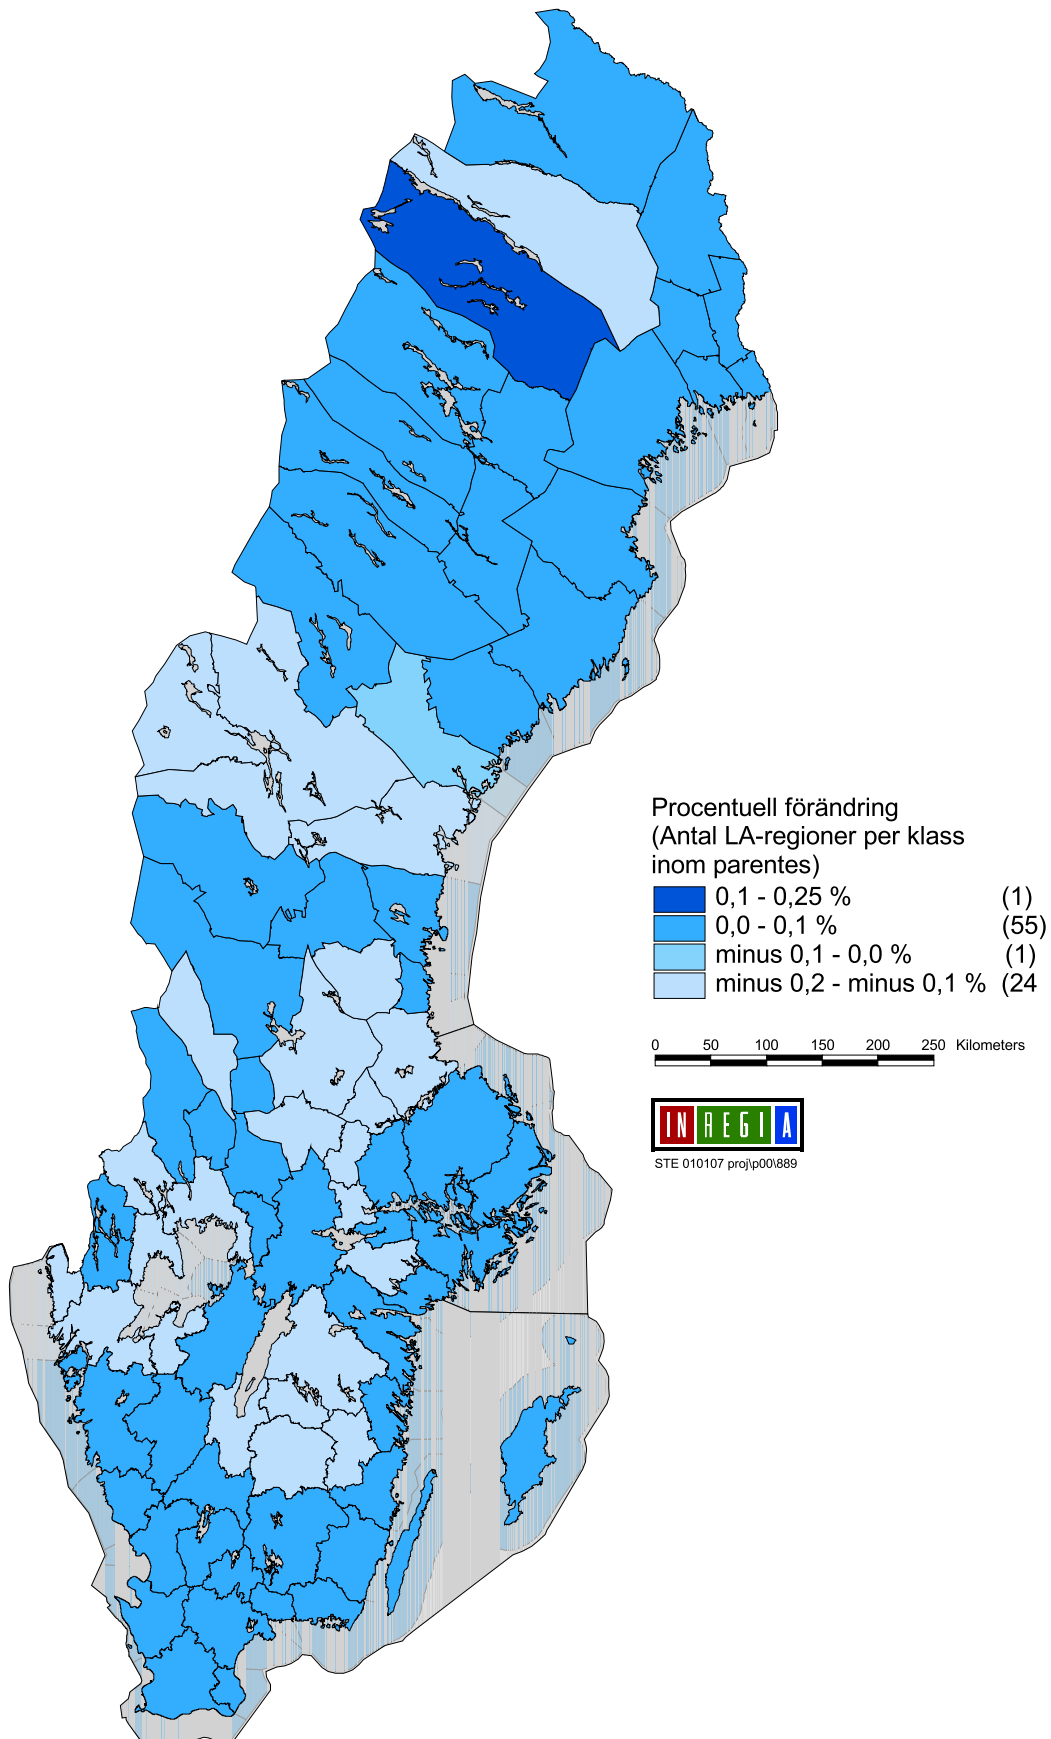 Procentuell förändring
(Antal LA-regioner per klass
inom parentes)
0,1 - 0,25 % (1)
0,0 - 0,1 % (55)
minus 0,1 - 0,0 % (1)
minus 0,2 - minus 0,1 % (24
0 50 100 150 200 250 Kilometers
INREGIA
STE 010107 proj\p00\889